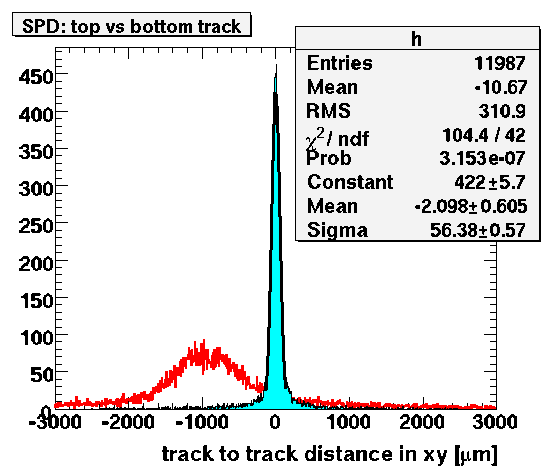 SPD: top vs bottom track
h
Entries 11987
Mean -10.67
RMS 310.9
χ²/ ndf 104.4 / 42
Prob 3.153e-07
Constant 422±5.7
Mean -2.098±0.605
Sigma 56.38±0.57
450
400
350
300
250
200
150
100
50
0
-3000 -2000 -1000 0 1000 2000 3000
track to track distance in xy [μm]